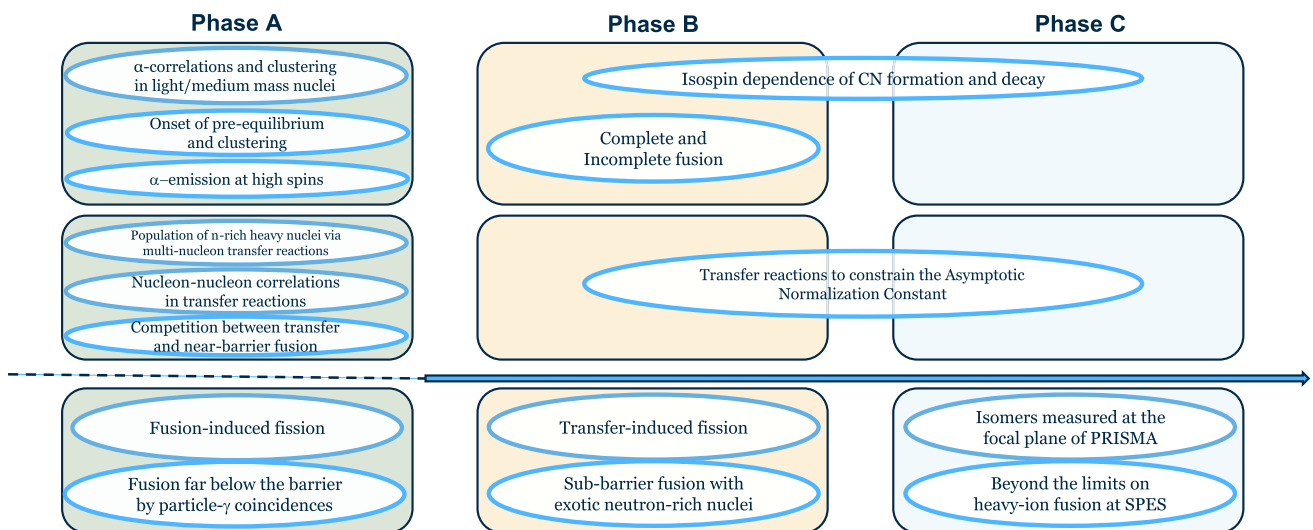 Phase A
Phase B
Phase C
α-correlations and clustering
in light/medium mass nuclei
Onset of pre-equilibrium
and clustering
α–emission at high spins
Isospin dependence of CN formation and decay
Complete and
Incomplete fusion
Population of n-rich heavy nuclei via
multi-nucleon transfer reactions
Nucleon-nucleon correlations
in transfer reactions
Competition between transfer
and near-barrier fusion
Transfer reactions to constrain the Asymptotic
Normalization Constant
Fusion-induced fission
Fusion far below the barrier
by particle-γ coincidences
Transfer-induced fission
Sub-barrier fusion with
exotic neutron-rich nuclei
Isomers measured at the
focal plane of PRISMA
Beyond the limits on
heavy-ion fusion at SPES